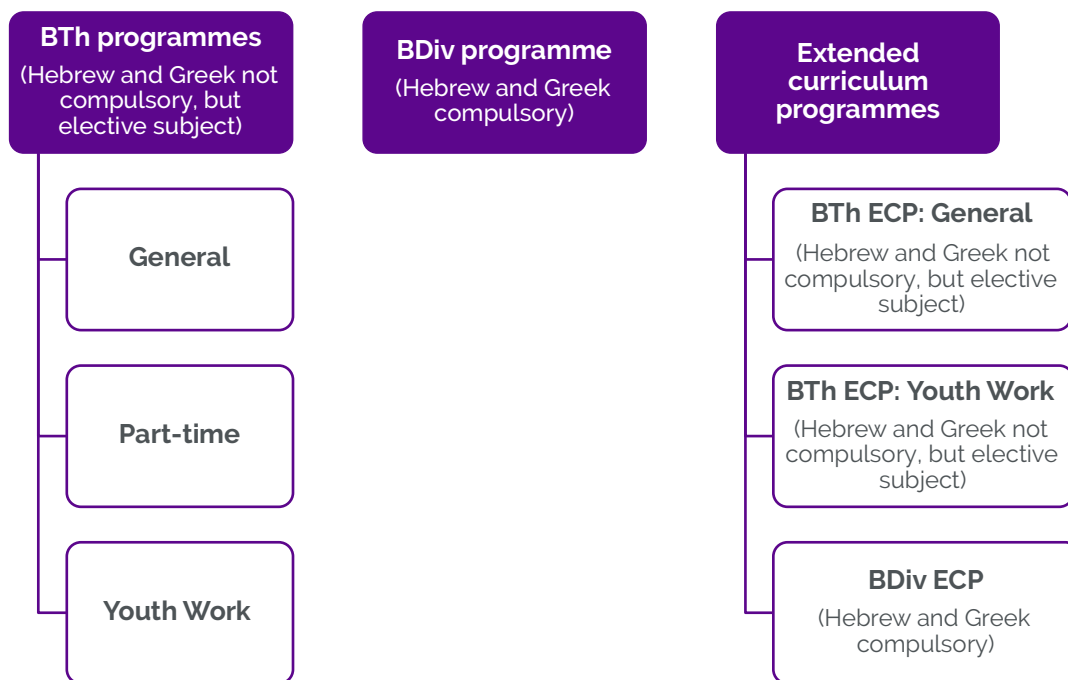 BTh programmes
(Hebrew and Greek not
compulsory, but
elective subject)
General
Part-time
Youth Work
BDiv programme
(Hebrew and Greek
compulsory)
Extended
curriculum
programmes
BTh ECP: General
(Hebrew and Greek not
compulsory, but elective
subject)
BTh ECP: Youth Work
(Hebrew and Greek not
compulsory, but elective
subject)
BDiv ECP
(Hebrew and Greek
compulsory)